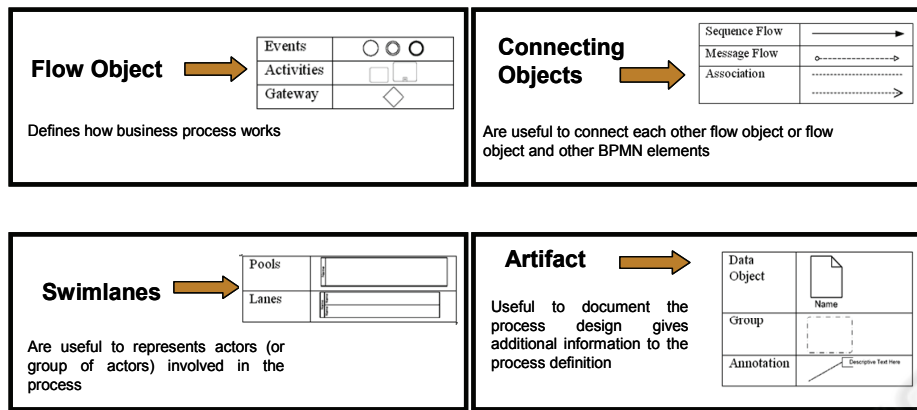 Flow Object
Events
Activities
Gateway
Defines how business process works
Connecting
Objects
Sequence Flow
Message Flow
Association
Are useful to connect each other flow object or flow
object and other BPMN elements
Swimlanes
Pools
Lanes
Are useful to represents actors (or
group of actors) involved in the
process
Artifact
Useful to document the
process design gives
additional information to the
process definition
Data
Object
Name
Group
Annotation
Descriptive Text Here